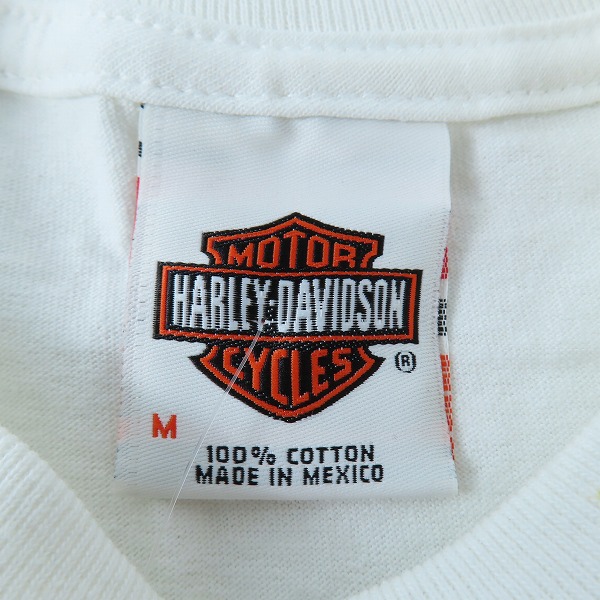 MOTOR
HARLEY-DAVIDSON
CYCLES
®
M
100% COTTON
MADE IN MEXICO